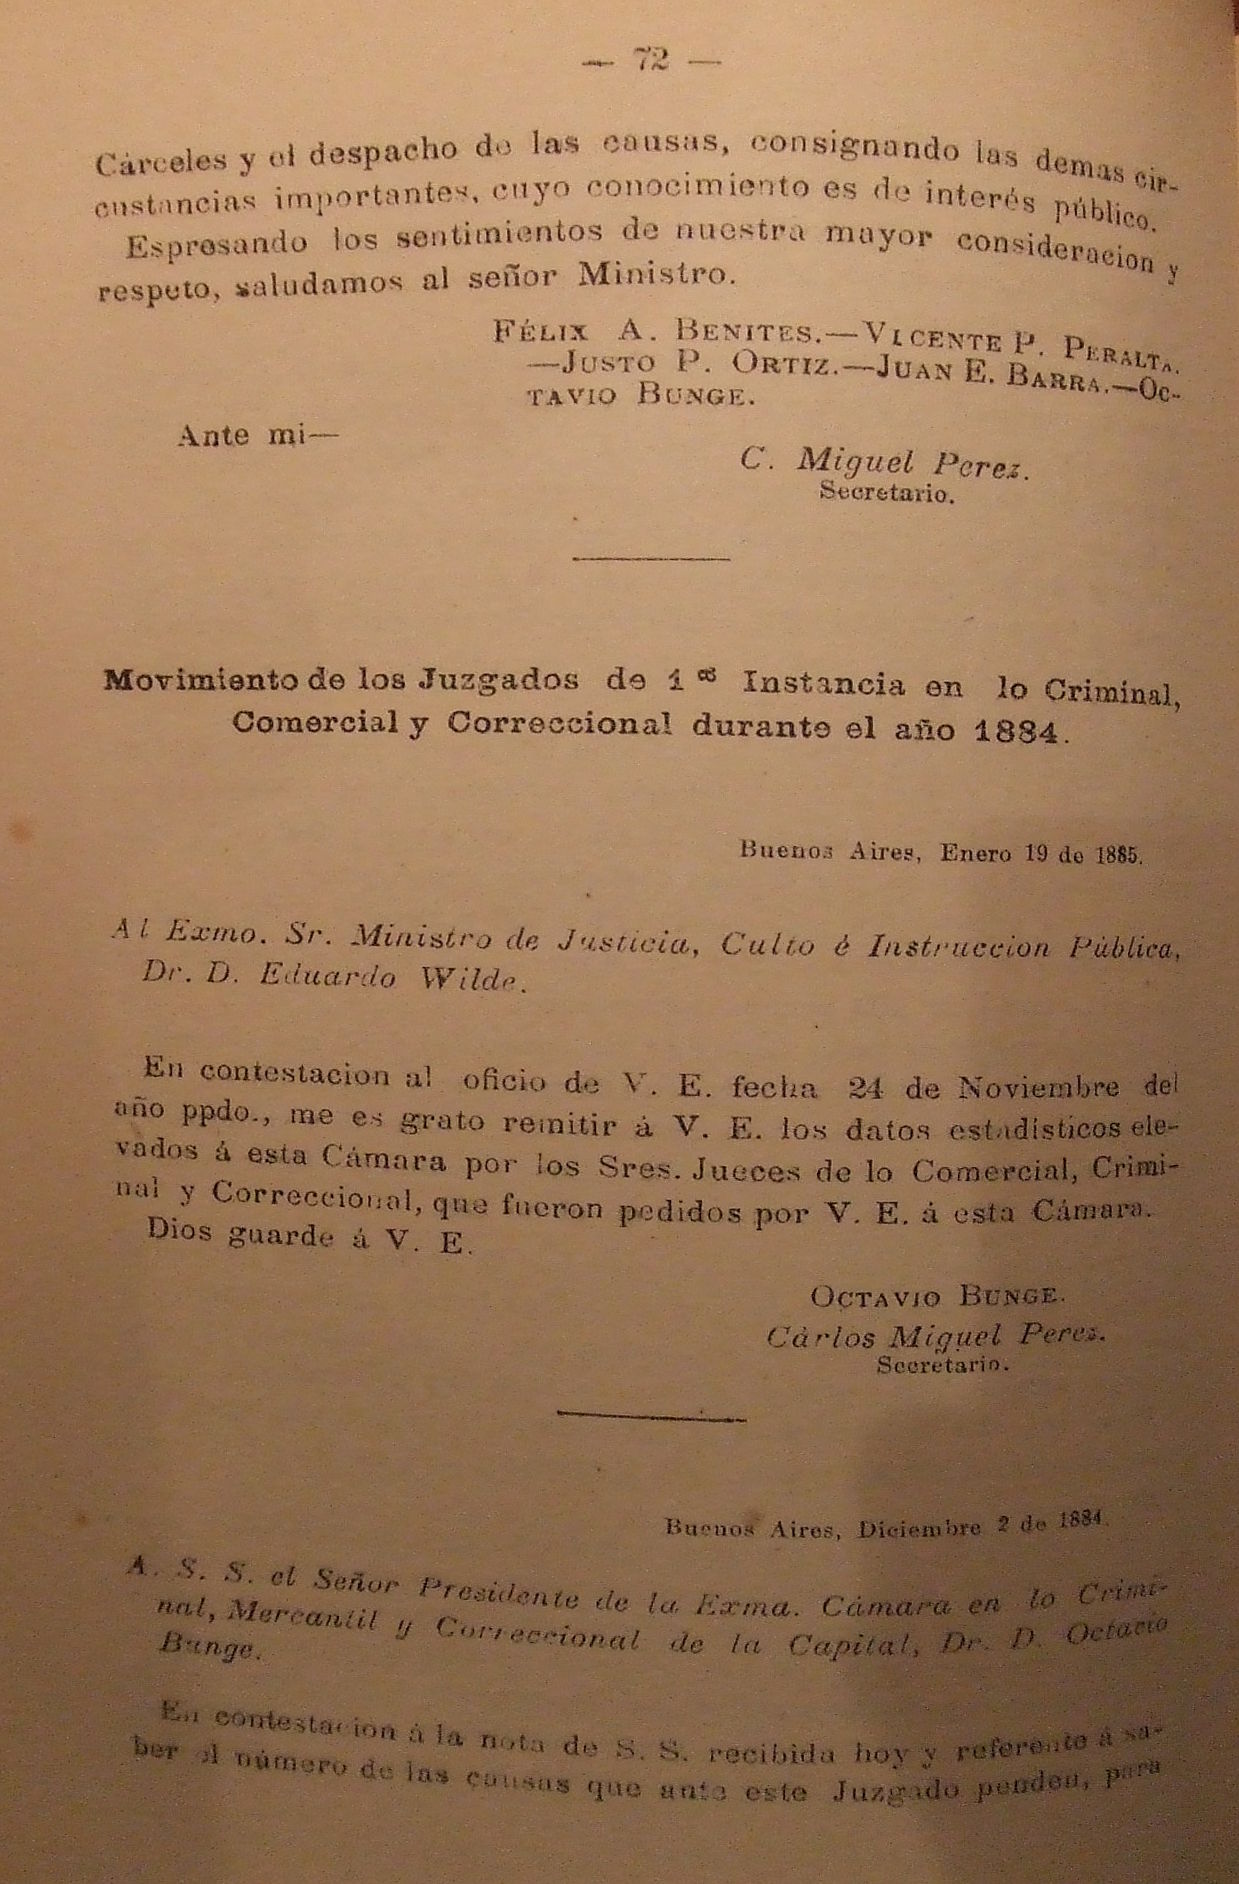 — 72 —
Cárceles y el despacho de las causas, consignando las demas cir-
custancias importantes, cuyo conocimiento es de interés público.
Espresando los sentimientos de nuestra mayor consideracion y
respeto, saludamos al señor Ministro.
FÉLIX A. BENITES.—VICENTE P. PERALTA.
—JUSTO P. ORTIZ.—JUAN E. BARRA.—OC-
TAVIO BUNGE.
Ante mi—
C. Miguel Perez.
Secretario.
Movimiento de los Juzgados de 1ª Instancia en lo Criminal,
Comercial y Correccional durante el año 1884.
Buenos Aires, Enero 19 de 1885.
Al Exmo. Sr. Ministro de Justicia, Culto é Instruccion Pública,
Dr. D. Eduardo Wilde.
En contestacion al oficio de V. E. fecha 24 de Noviembre del
año ppdo., me es grato remitir á V. E. los datos estadísticos ele-
vados á esta Cámara por los Sres. Jueces de lo Comercial, Crimi-
nal y Correccional, que fueron pedidos por V. E. á esta Cámara.
Dios guarde á V. E.
OCTAVIO BUNGE.
Cárlos Miguel Perez.
Secretario.
Buenos Aires, Diciembre 2 de 1884.
A. S. S. el Señor Presidente de la Exma. Cámara en lo Crimi-
nal, Mercantil y Correccional de la Capital, Dr. D. Octavio
Bunge.
En contestacion á la nota de S. S. recibida hoy y referente á sa-
ber el número de las causas que ante este Juzgado penden, para